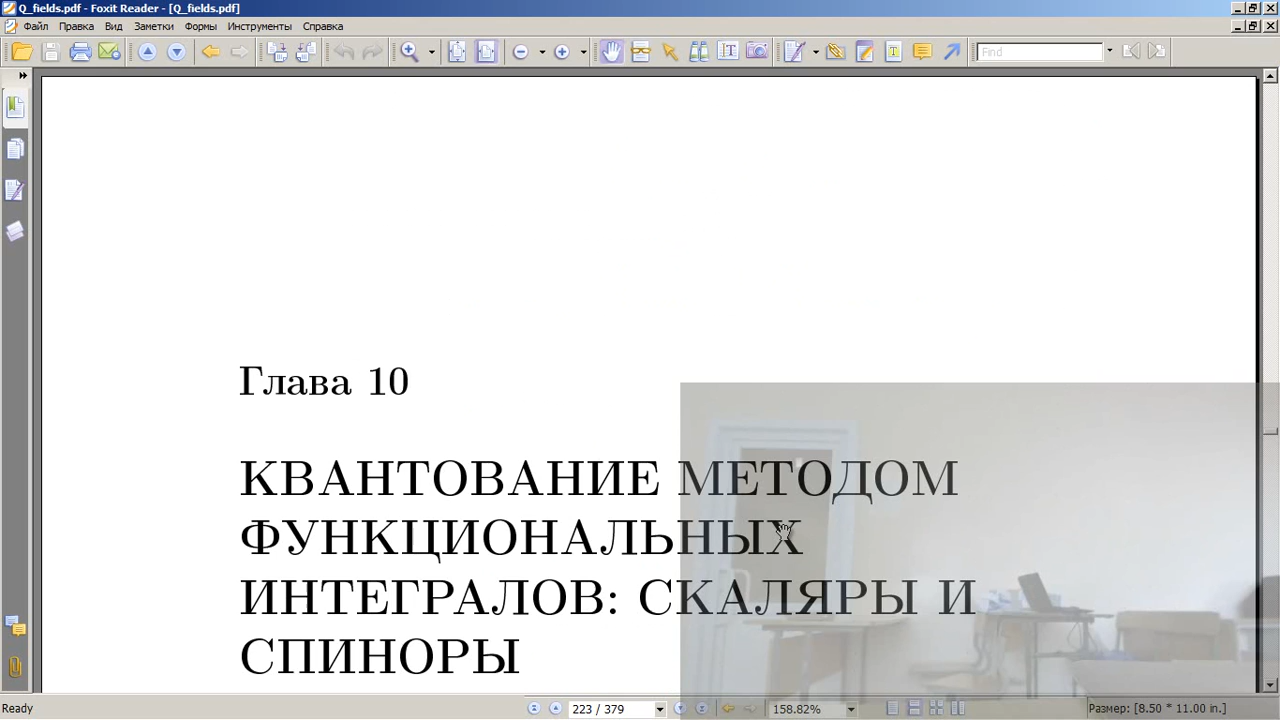 Q_fields.pdf - Foxit Reader - [Q_fields.pdf]
Файл Правка Вид Заметки Формы Инструменты Справка
Find
Глава 10
КВАНТОВАНИЕ МЕТОДОМ
ФУНКЦИОНАЛЬНЫХ
ИНТЕГРАЛОВ: СКАЛЯРЫ И
СПИНОРЫ
Ready 223 / 379 158.82% Размер: [8.50 * 11.00 in.]